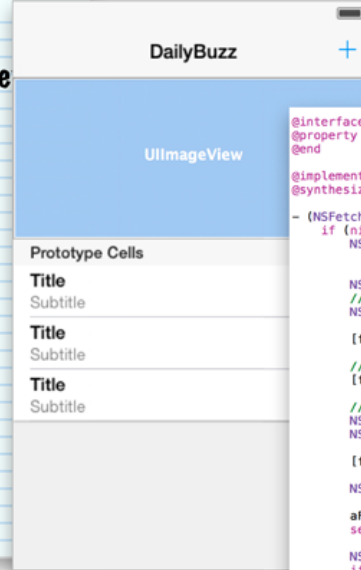 DailyBuzz
+
UIImageView
Prototype Cells
Title
Subtitle
Title
Subtitle
Title
Subtitle
@interface
@property
@end
@implement
@synthesiz
- (NSFetch
if (ni
NS
NS
//
NS
[f
//
[f
//
NS
NS
[f
NS
aF
se
NS